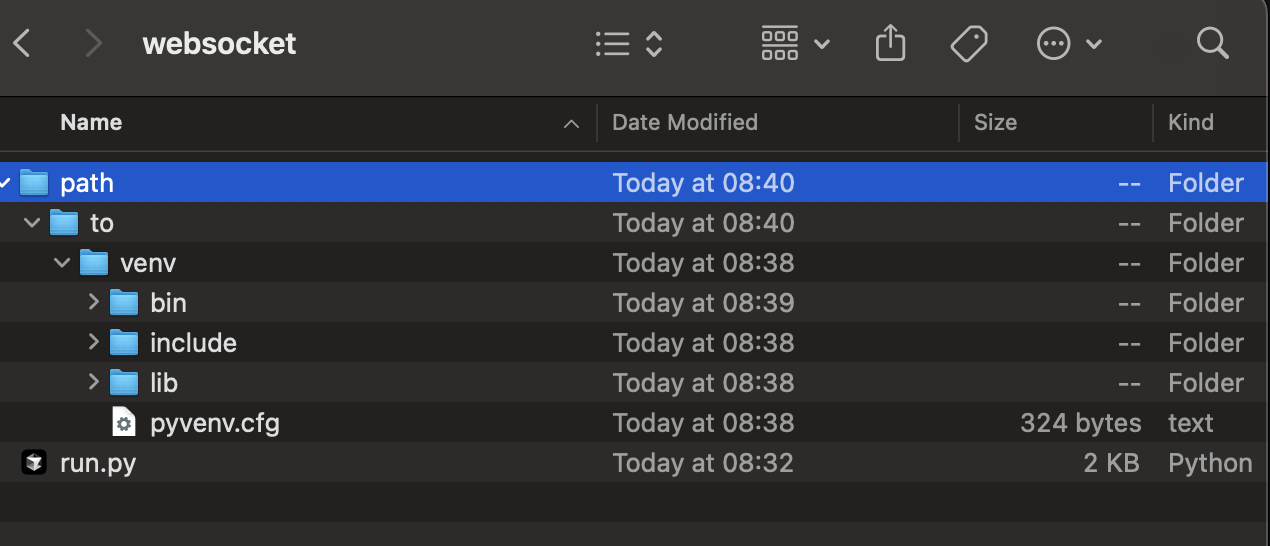 websocket
Name Date Modified Size Kind
path Today at 08:40 -- Folder
to Today at 08:40 -- Folder
venv Today at 08:38 -- Folder
bin Today at 08:39 -- Folder
include Today at 08:38 -- Folder
lib Today at 08:38 -- Folder
pyvenv.cfg Today at 08:38 324 bytes text
run.py Today at 08:32 2 KB Python